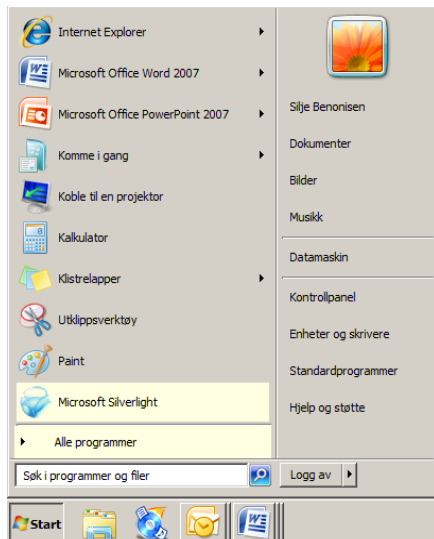 Internet Explorer
Microsoft Office Word 2007
Microsoft Office PowerPoint 2007
Komme i gang
Koble til en projektor
Kalkulator
Klistrelapper
Utklippsverktøy
Paint
Microsoft Silverlight
Alle programmer
Søk i programmer og filer
Silje Benonisen
Dokumenter
Bilder
Musikk
Datamaskin
Kontrollpanel
Enheter og skrivere
Standardprogrammer
Hjelp og støtte
Logg av
Start